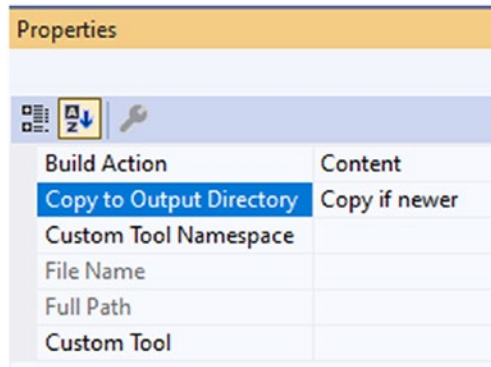 Properties
Build Action Content
Copy to Output Directory Copy if newer
Custom Tool Namespace
File Name
Full Path
Custom Tool